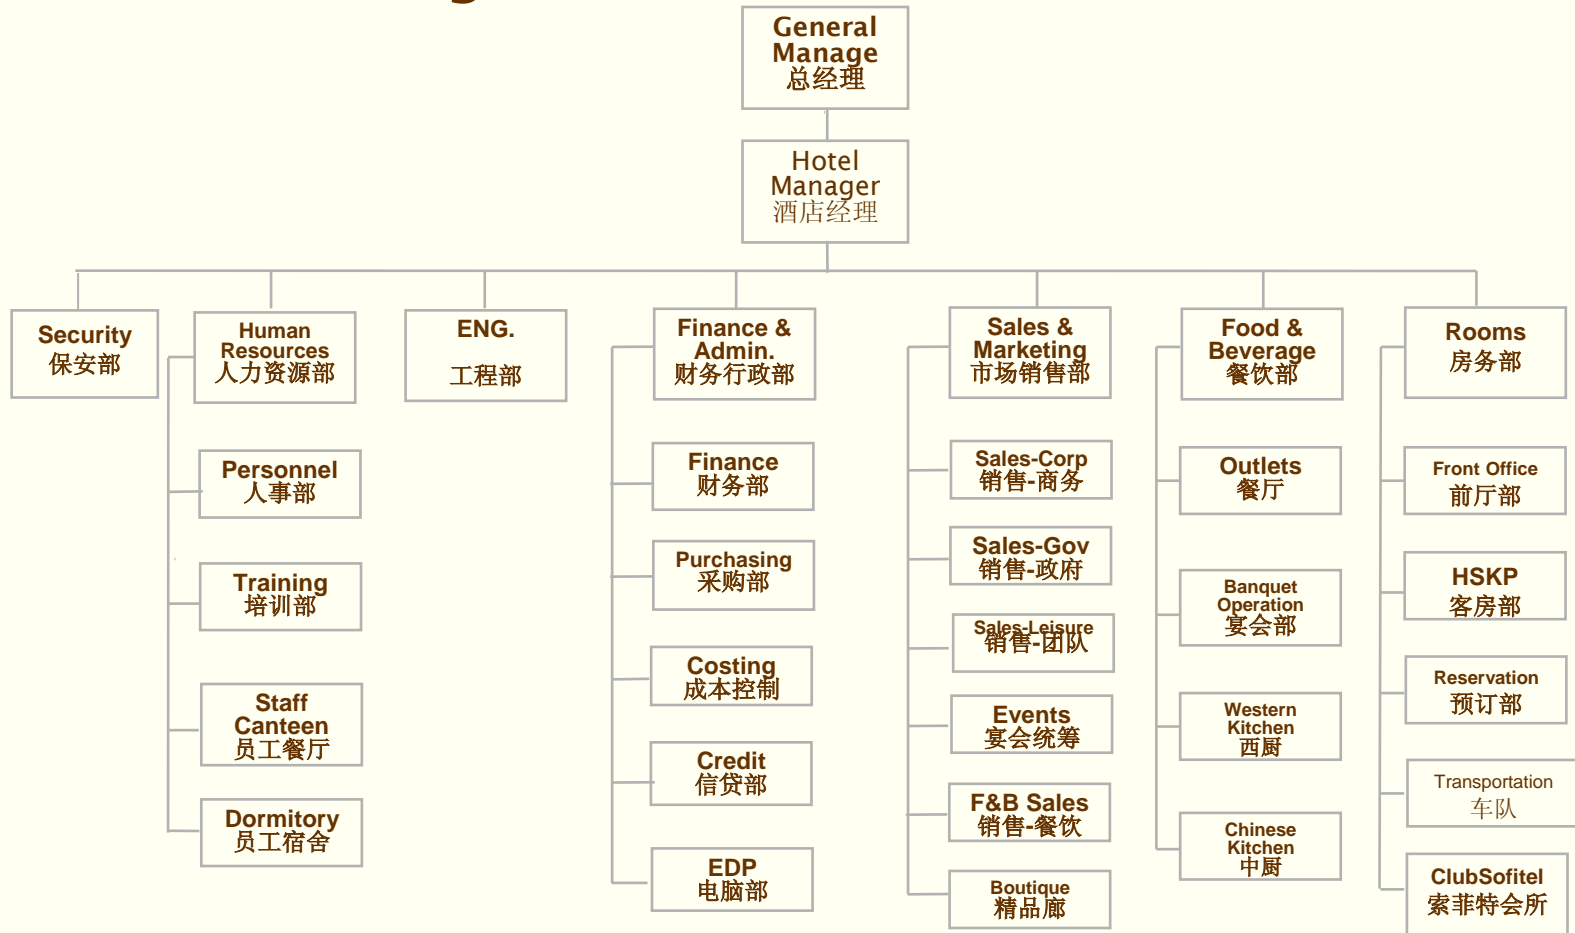 General
Manage
总经理
Hotel
Manager
酒店经理
Security
保安部
Human
Resources
人力资源部
ENG.
工程部
Finance &
Admin.
财务行政部
Sales &
Marketing
市场销售部
Food &
Beverage
餐饮部
Rooms
房务部
Personnel
人事部
Training
培训部
Staff
Canteen
员工餐厅
Dormitory
员工宿舍
Finance
财务部
Purchasing
采购部
Costing
成本控制
Credit
信贷部
EDP
电脑部
Sales-Corp
销售-商务
Sales-Gov
销售-政府
Sales-Leisure
销售-团队
Events
宴会统筹
F&B Sales
销售-餐饮
Boutique
精品廊
Outlets
餐厅
Banquet
Operation
宴会部
Western
Kitchen
西厨
Chinese
Kitchen
中厨
Front Office
前厅部
HSKP
客房部
Reservation
预订部
Transportation
车队
ClubSofitel
索菲特会所